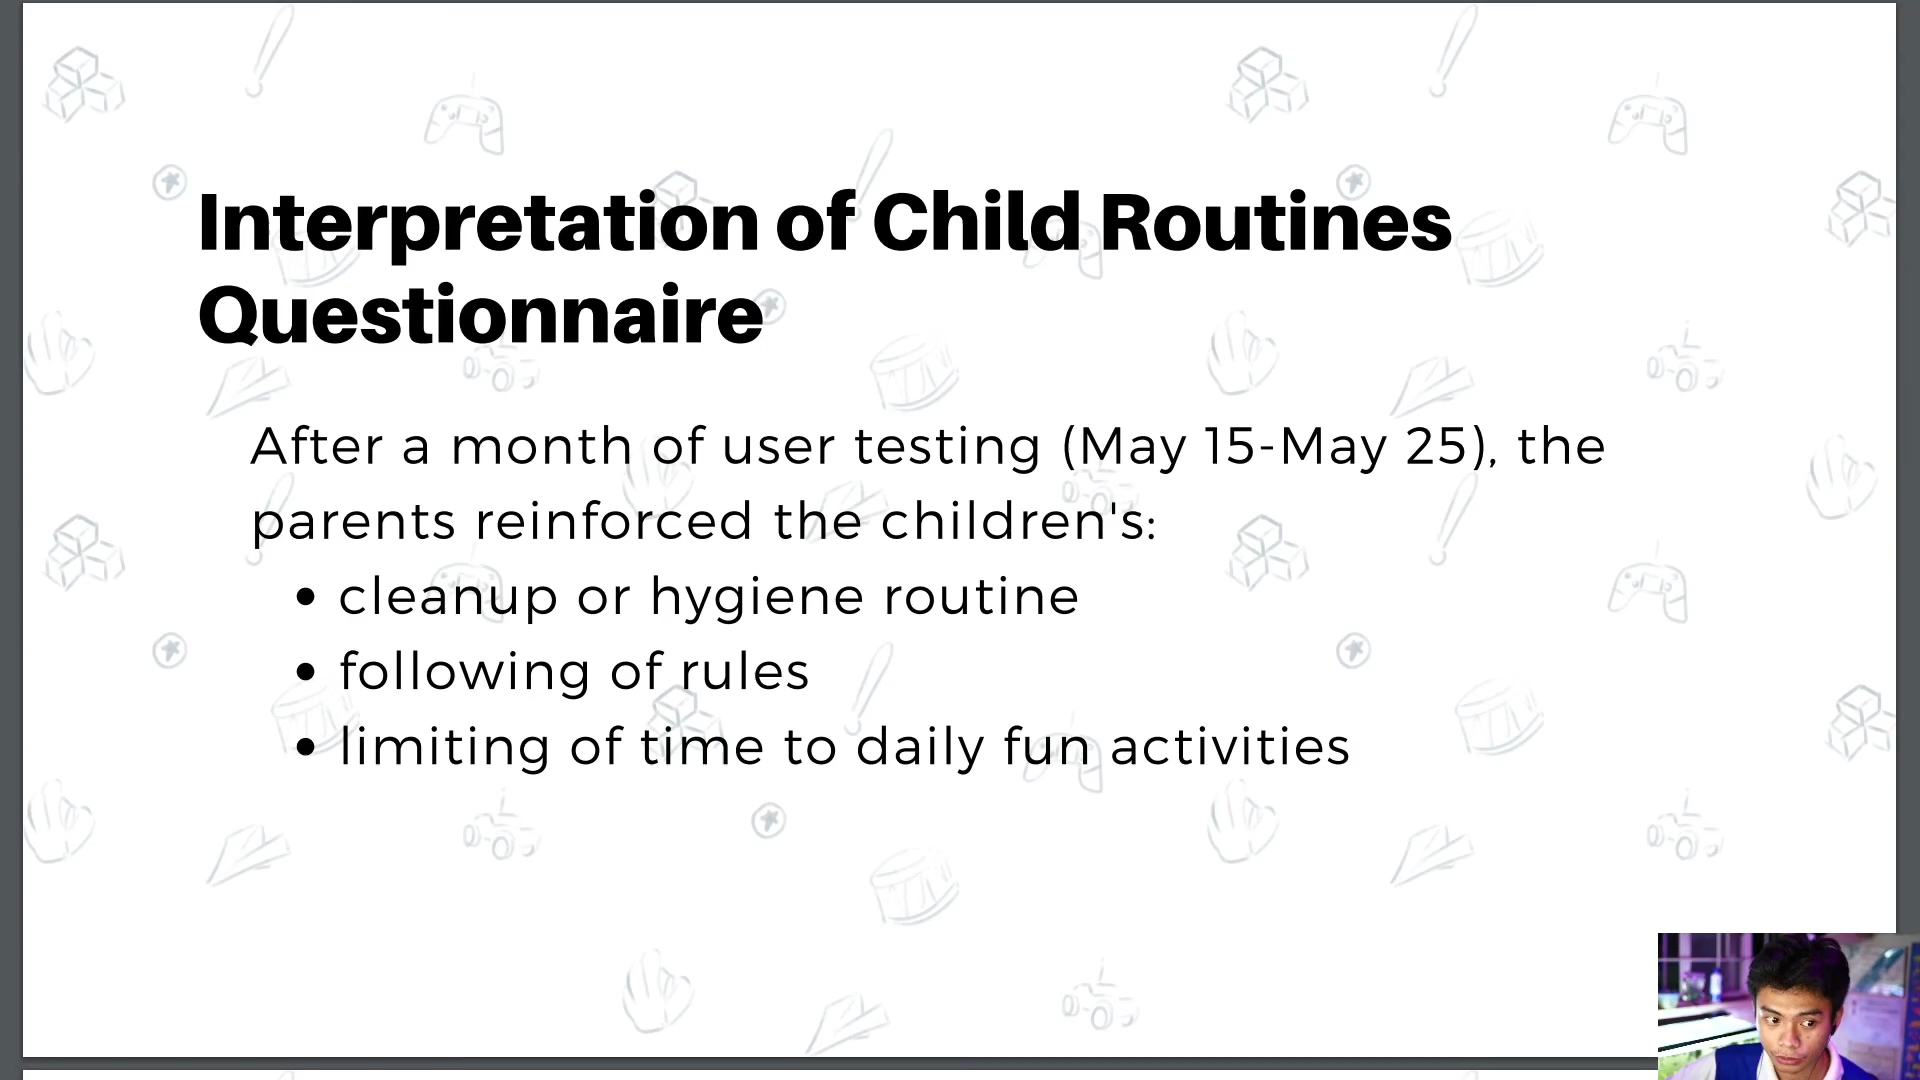 Interpretation of Child Routines
Questionnaire
After a month of user testing (May 15-May 25), the
parents reinforced the children's:
• cleanup or hygiene routine
• following of rules
• limiting of time to daily fun activities